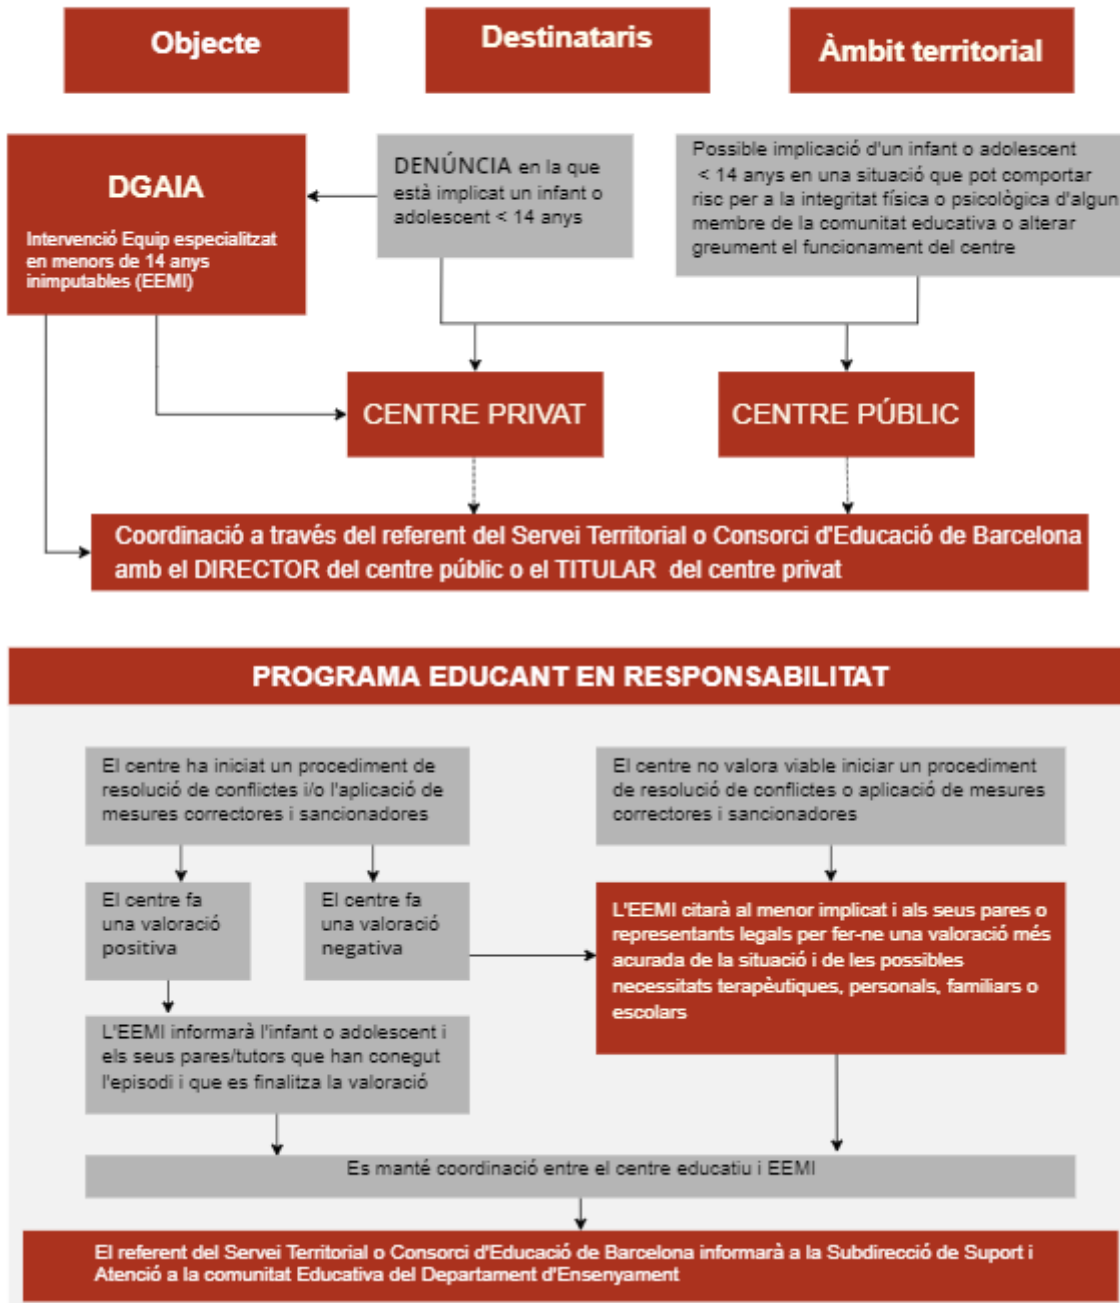 Objecte
Destinataris
Àmbit territorial
DGAIA
Intervenció Equip especialitzat
en menors de 14 anys
inimputables (EEMI)
DENÚNCIA en la que
està implicat un infant o
adolescent < 14 anys
Possible implicació d'un infant o adolescent
< 14 anys en una situació que pot comportar
risc per a la integritat física o psicològica d'algun
membre de la comunitat educativa o alterar
greument el funcionament del centre
CENTRE PRIVAT
CENTRE PÚBLIC
Coordinació a través del referent del Servei Territorial o Consorci d'Educació de Barcelona
amb el DIRECTOR del centre públic o el TITULAR del centre privat
PROGRAMA EDUCANT EN RESPONSABILITAT
El centre ha iniciat un procediment de
resolució de conflictes i/o l'aplicació de
mesures correctores i sancionadores
El centre no valora viable iniciar un procediment
de resolució de conflictes o aplicació de mesures
correctores i sancionadores
El centre fa
una valoració
positiva
El centre fa
una valoració
negativa
L'EEMI citarà al menor implicat i als seus pares o
representants legals per fer-ne una valoració més
acurada de la situació i de les possibles
necessitats terapèutiques, personals, familiars o
escolars
L'EEMI informarà l'infant o adolescent i
els seus pares/tutors que han conegut
l'episodi i que es finalitza la valoració
Es manté coordinació entre el centre educatiu i EEMI
El referent del Servei Territorial o Consorci d'Educació de Barcelona informarà a la Subdirecció de Suport i
Atenció a la comunitat Educativa del Departament d'Ensenyament